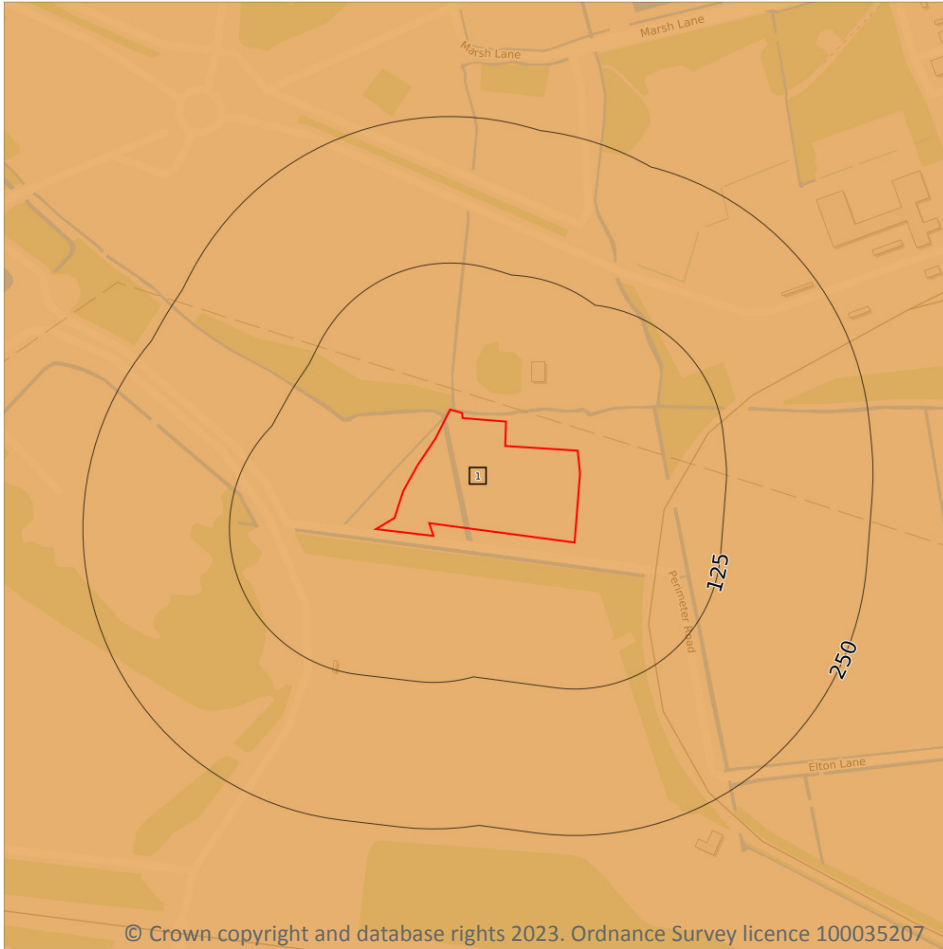 Marsh Lane
Marsh Lane
1
125
Perimeter Road
250
Elton Lane
© Crown copyright and database rights 2023. Ordnance Survey licence 100035207